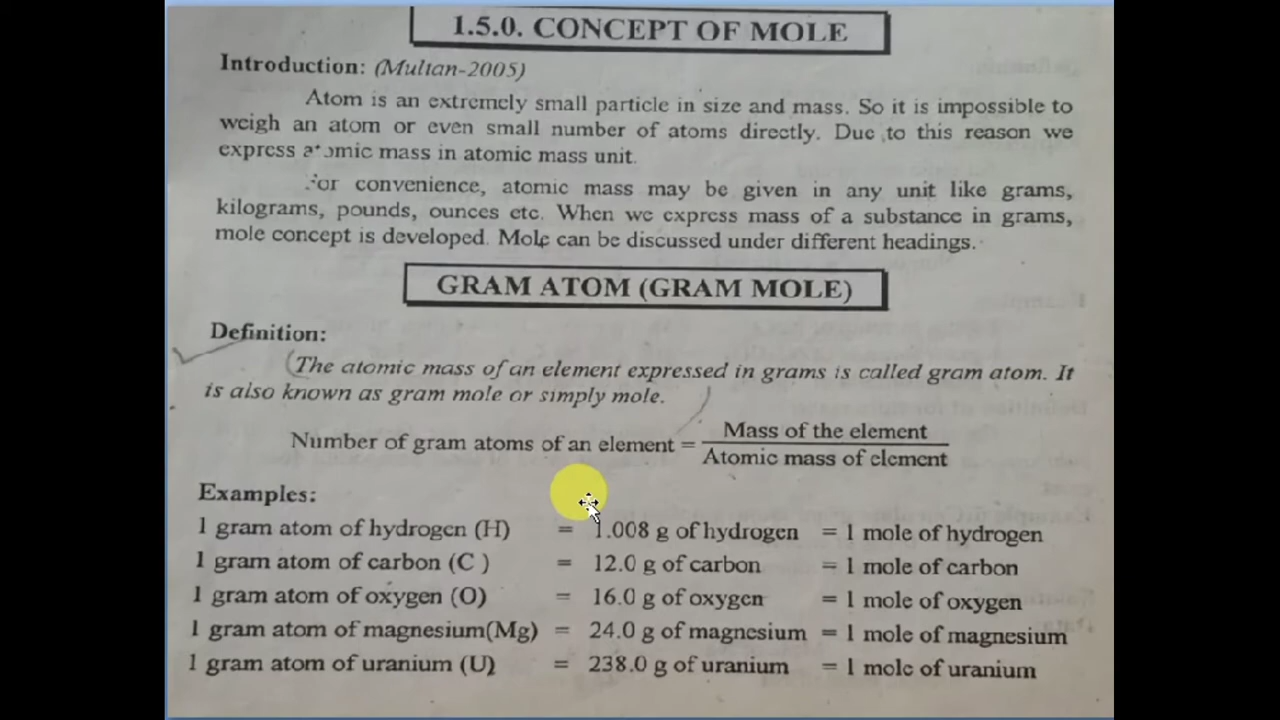 1.5.0. CONCEPT OF MOLE
Introduction: (Multan-2005)
Atom is an extremely small particle in size and mass. So it is impossible to
weigh an atom or even small number of atoms directly. Due to this reason we
express atomic mass in atomic mass unit.
For convenience, atomic mass may be given in any unit like grams,
kilograms, pounds, ounces etc. When we express mass of a substance in grams,
mole concept is developed. Mole can be discussed under different headings.
GRAM ATOM (GRAM MOLE)
Definition:
(The atomic mass of an element expressed in grams is called gram atom. It
is also known as gram mole or simply mole.
Number of gram atoms of an element = Mass of the element
Atomic mass of element
Examples:
1 gram atom of hydrogen (H) = 1.008 g of hydrogen = 1 mole of hydrogen
1 gram atom of carbon (C ) = 12.0 g of carbon = 1 mole of carbon
1 gram atom of oxygen (O) = 16.0 g of oxygen = 1 mole of oxygen
1 gram atom of magnesium(Mg) = 24.0 g of magnesium = 1 mole of magnesium
1 gram atom of uranium (U) = 238.0 g of uranium = 1 mole of uranium